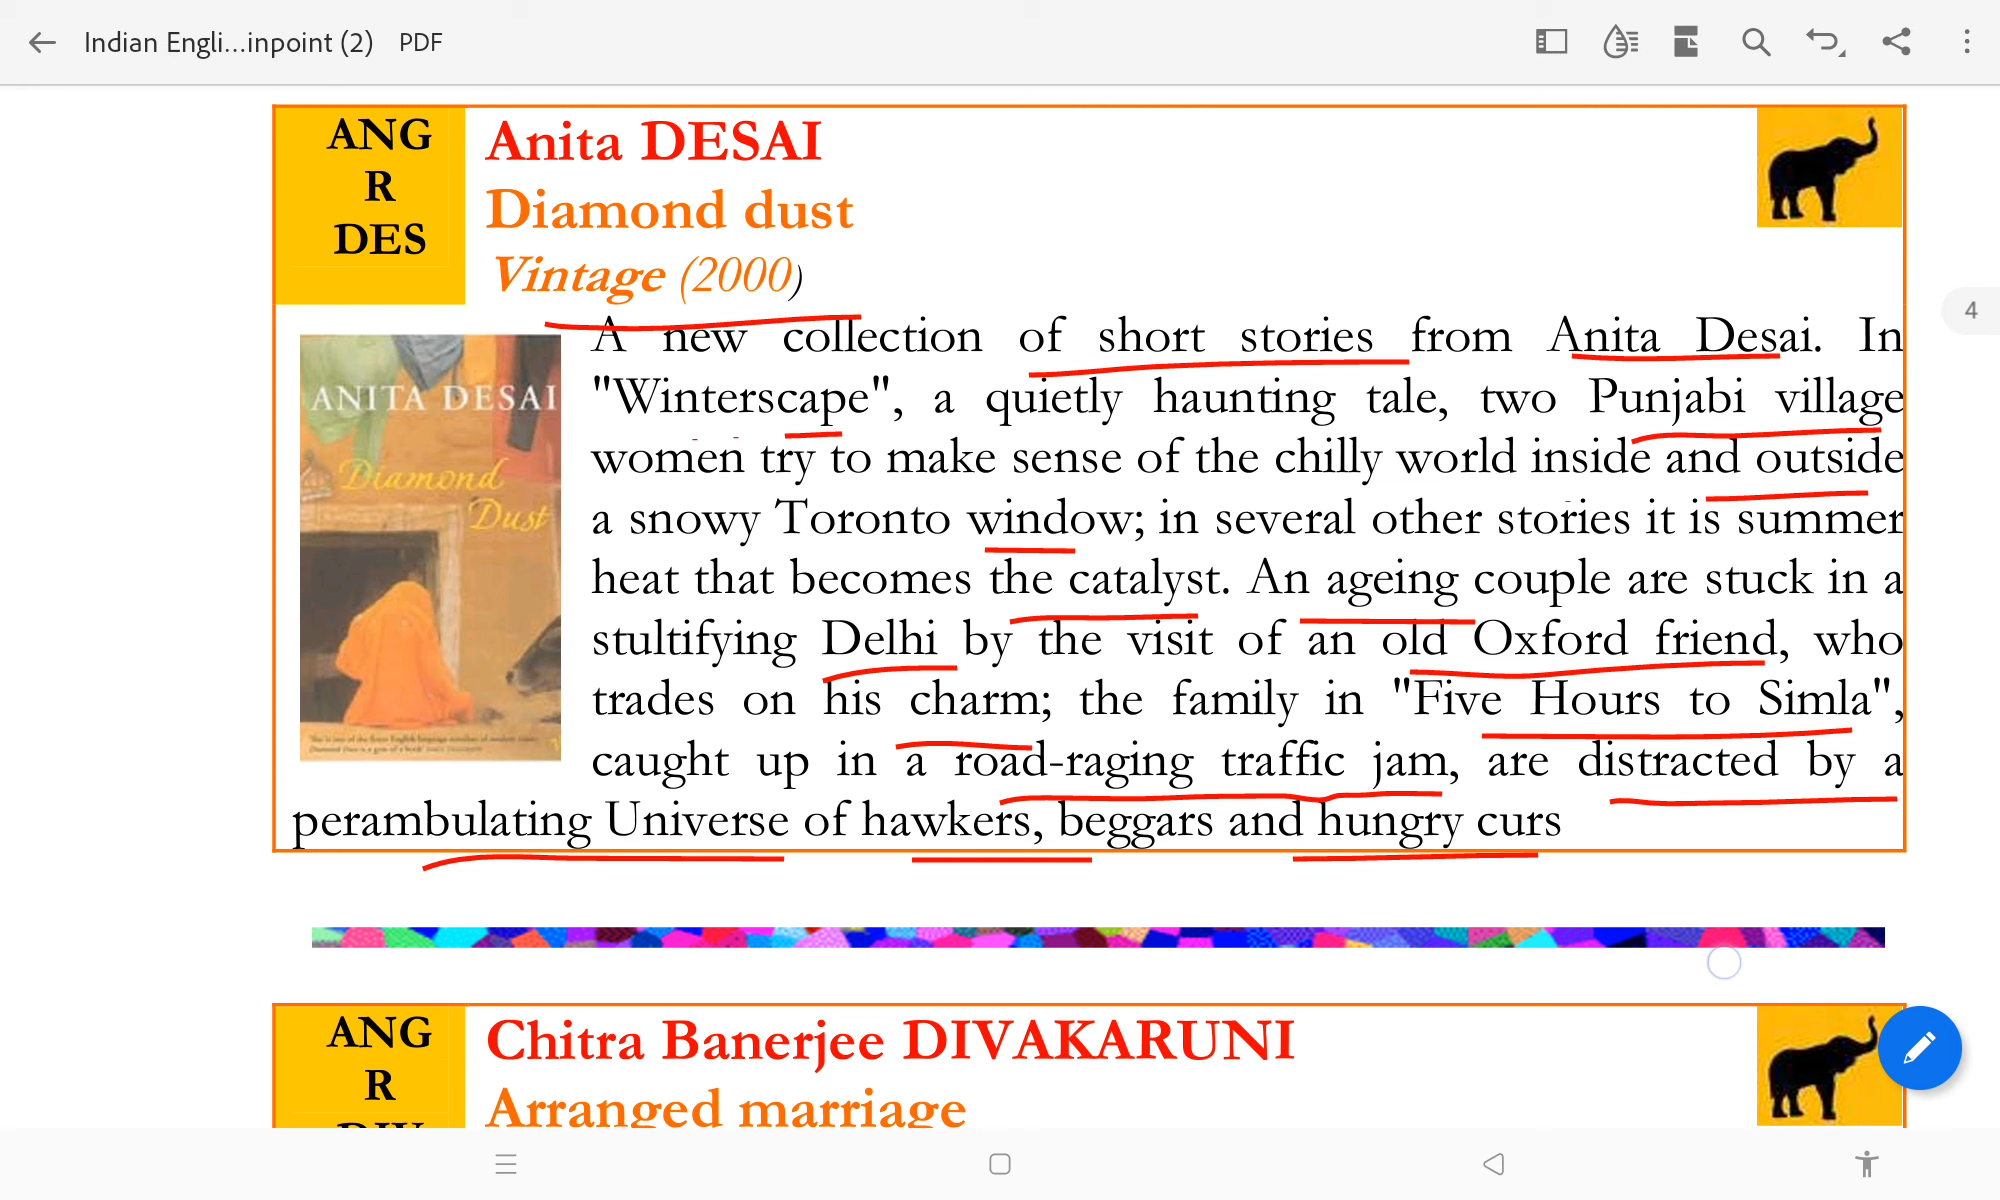 Indian Engli...inpoint (2) PDF
ANG
R
DES
Anita DESAI
Diamond dust
Vintage (2000)
4
ANITA DESAI
Diamond
Dust
A new collection of short stories from Anita Desai. In
"Winterscape", a quietly haunting tale, two Punjabi village
women try to make sense of the chilly world inside and outside
a snowy Toronto window; in several other stories it is summer
heat that becomes the catalyst. An ageing couple are stuck in a
stultifying Delhi by the visit of an old Oxford friend, who
trades on his charm; the family in "Five Hours to Simla",
caught up in a road-raging traffic jam, are distracted by a
perambulating Universe of hawkers, beggars and hungry curs
ANG
R
DIV
Chitra Banerjee DIVAKARUNI
Arranged marriage